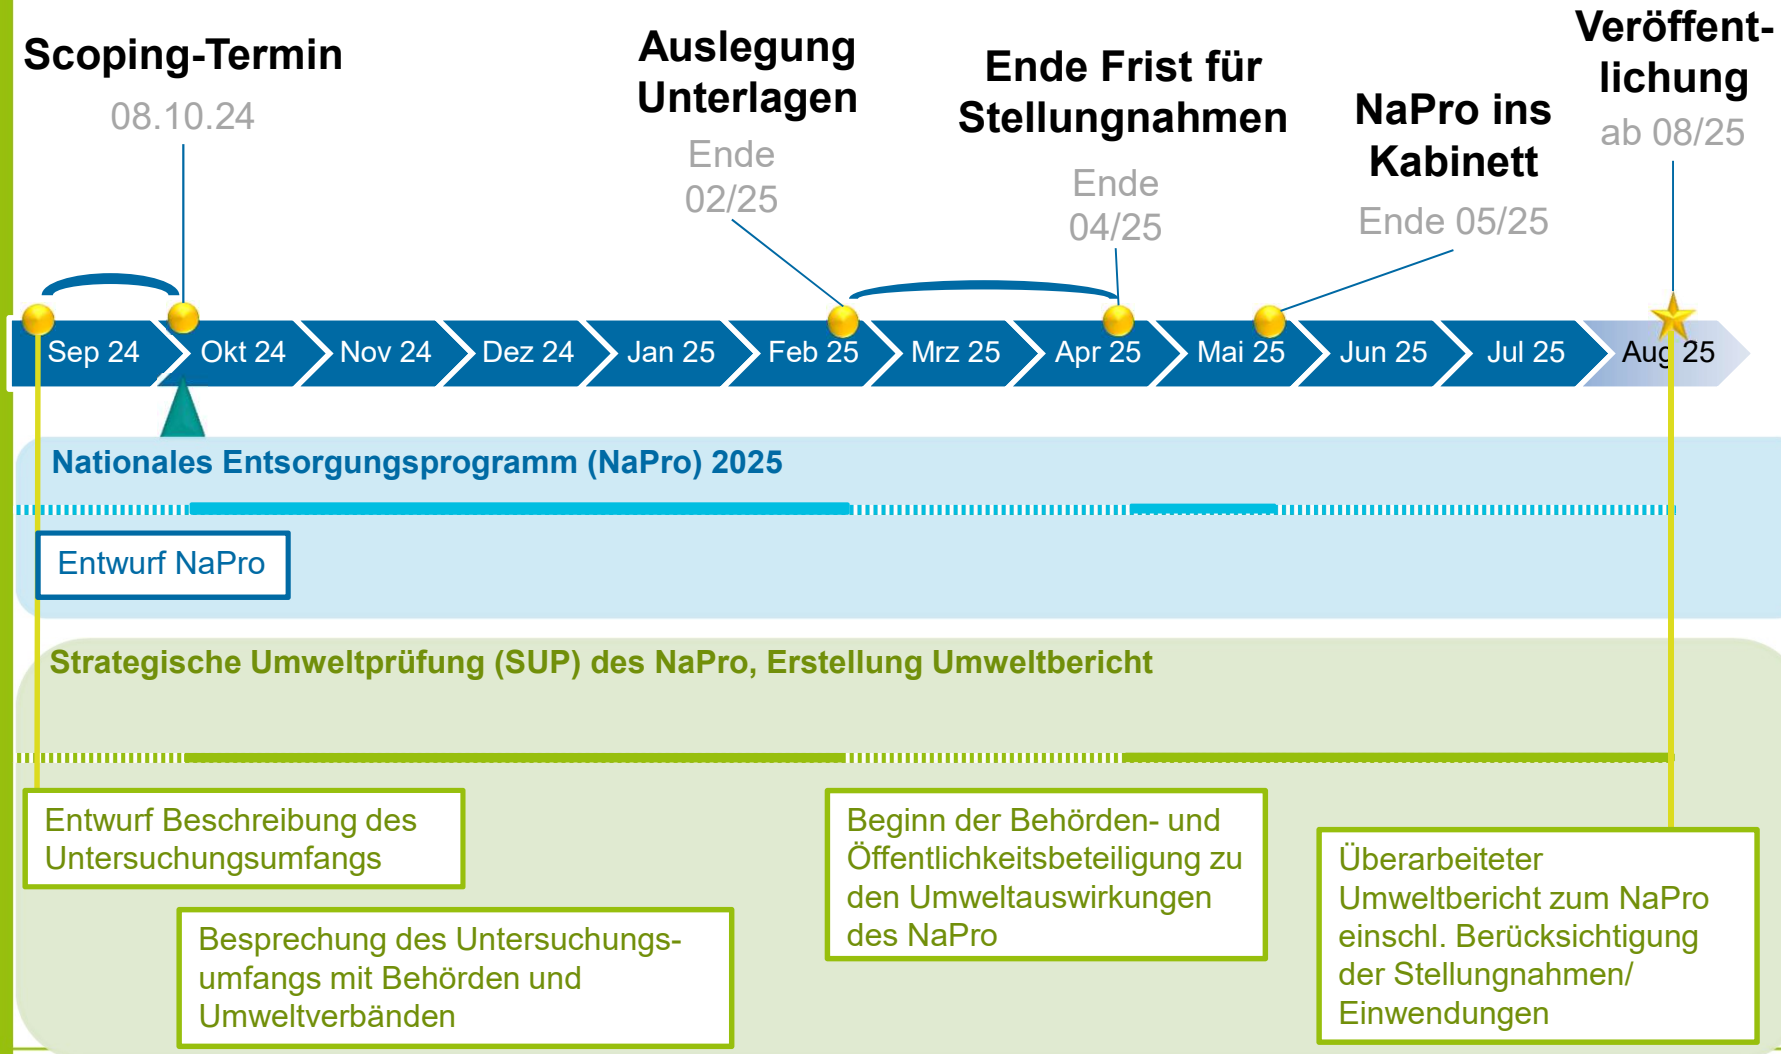 Scoping-Termin
08.10.24
Auslegung
Unterlagen
Ende
02/25
Ende Frist für
Stellungnahmen
Ende
04/25
NaPro ins
Kabinett
Ende 05/25
Veröffent-
lichung
ab 08/25
Sep 24
Okt 24
Nov 24
Dez 24
Jan 25
Feb 25
Mrz 25
Apr 25
Mai 25
Jun 25
Jul 25
Aug 25
Nationales Entsorgungsprogramm (NaPro) 2025
Entwurf NaPro
Strategische Umweltprüfung (SUP) des NaPro, Erstellung Umweltbericht
Entwurf Beschreibung des
Untersuchungsumfangs
Besprechung des Untersuchungs-
umfangs mit Behörden und
Umweltverbänden
Beginn der Behörden- und
Öffentlichkeitsbeteiligung zu
den Umweltauswirkungen
des NaPro
Überarbeiteter
Umweltbericht zum NaPro
einschl. Berücksichtigung
der Stellungnahmen/
Einwendungen